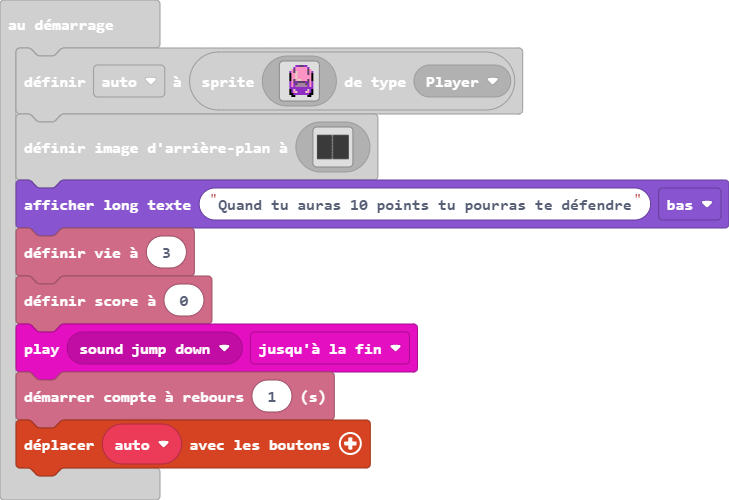 au démarrage
définir auto à sprite de type Player
définir image d'arrière-plan à
afficher long texte "Quand tu auras 10 points tu pourras te défendre" bas
définir vie à 3
définir score à 0
play sound jump down jusqu'à la fin
démarrer compte à rebours 1 (s)
déplacer auto avec les boutons